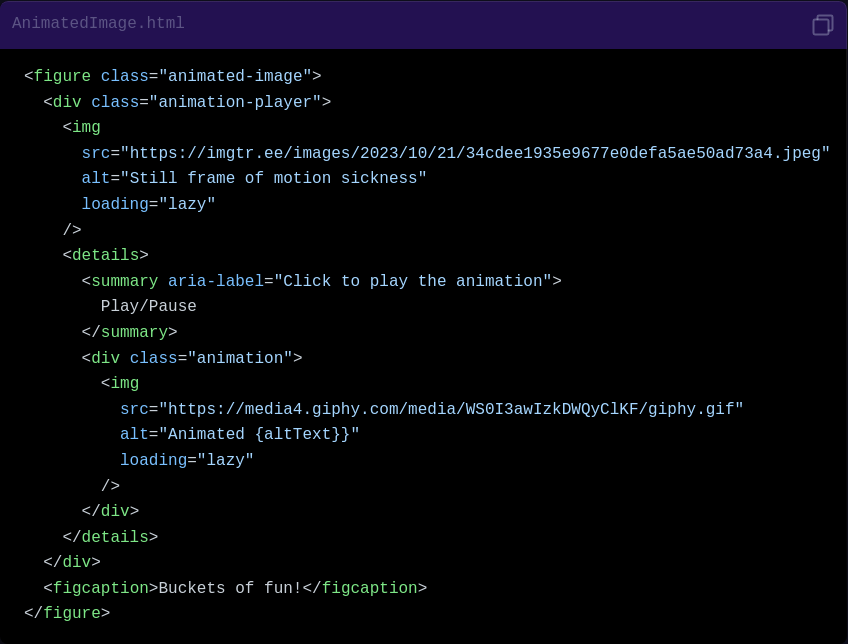 AnimatedImage.html
<figure class="animated-image">
  <div class="animation-player">
    <img
      src="https://imgtr.ee/images/2023/10/21/34cdee1935e9677e0defa5ae50ad73a4.jpeg"
      alt="Still frame of motion sickness"
      loading="lazy"
    />
    <details>
      <summary aria-label="Click to play the animation">
        Play/Pause
      </summary>
      <div class="animation">
        <img
          src="https://media4.giphy.com/media/WS0I3awIzkDWQyClKF/giphy.gif"
          alt="Animated {altText}}"
          loading="lazy"
        />
      </div>
    </details>
  </div>
  <figcaption>Buckets of fun!</figcaption>
</figure>